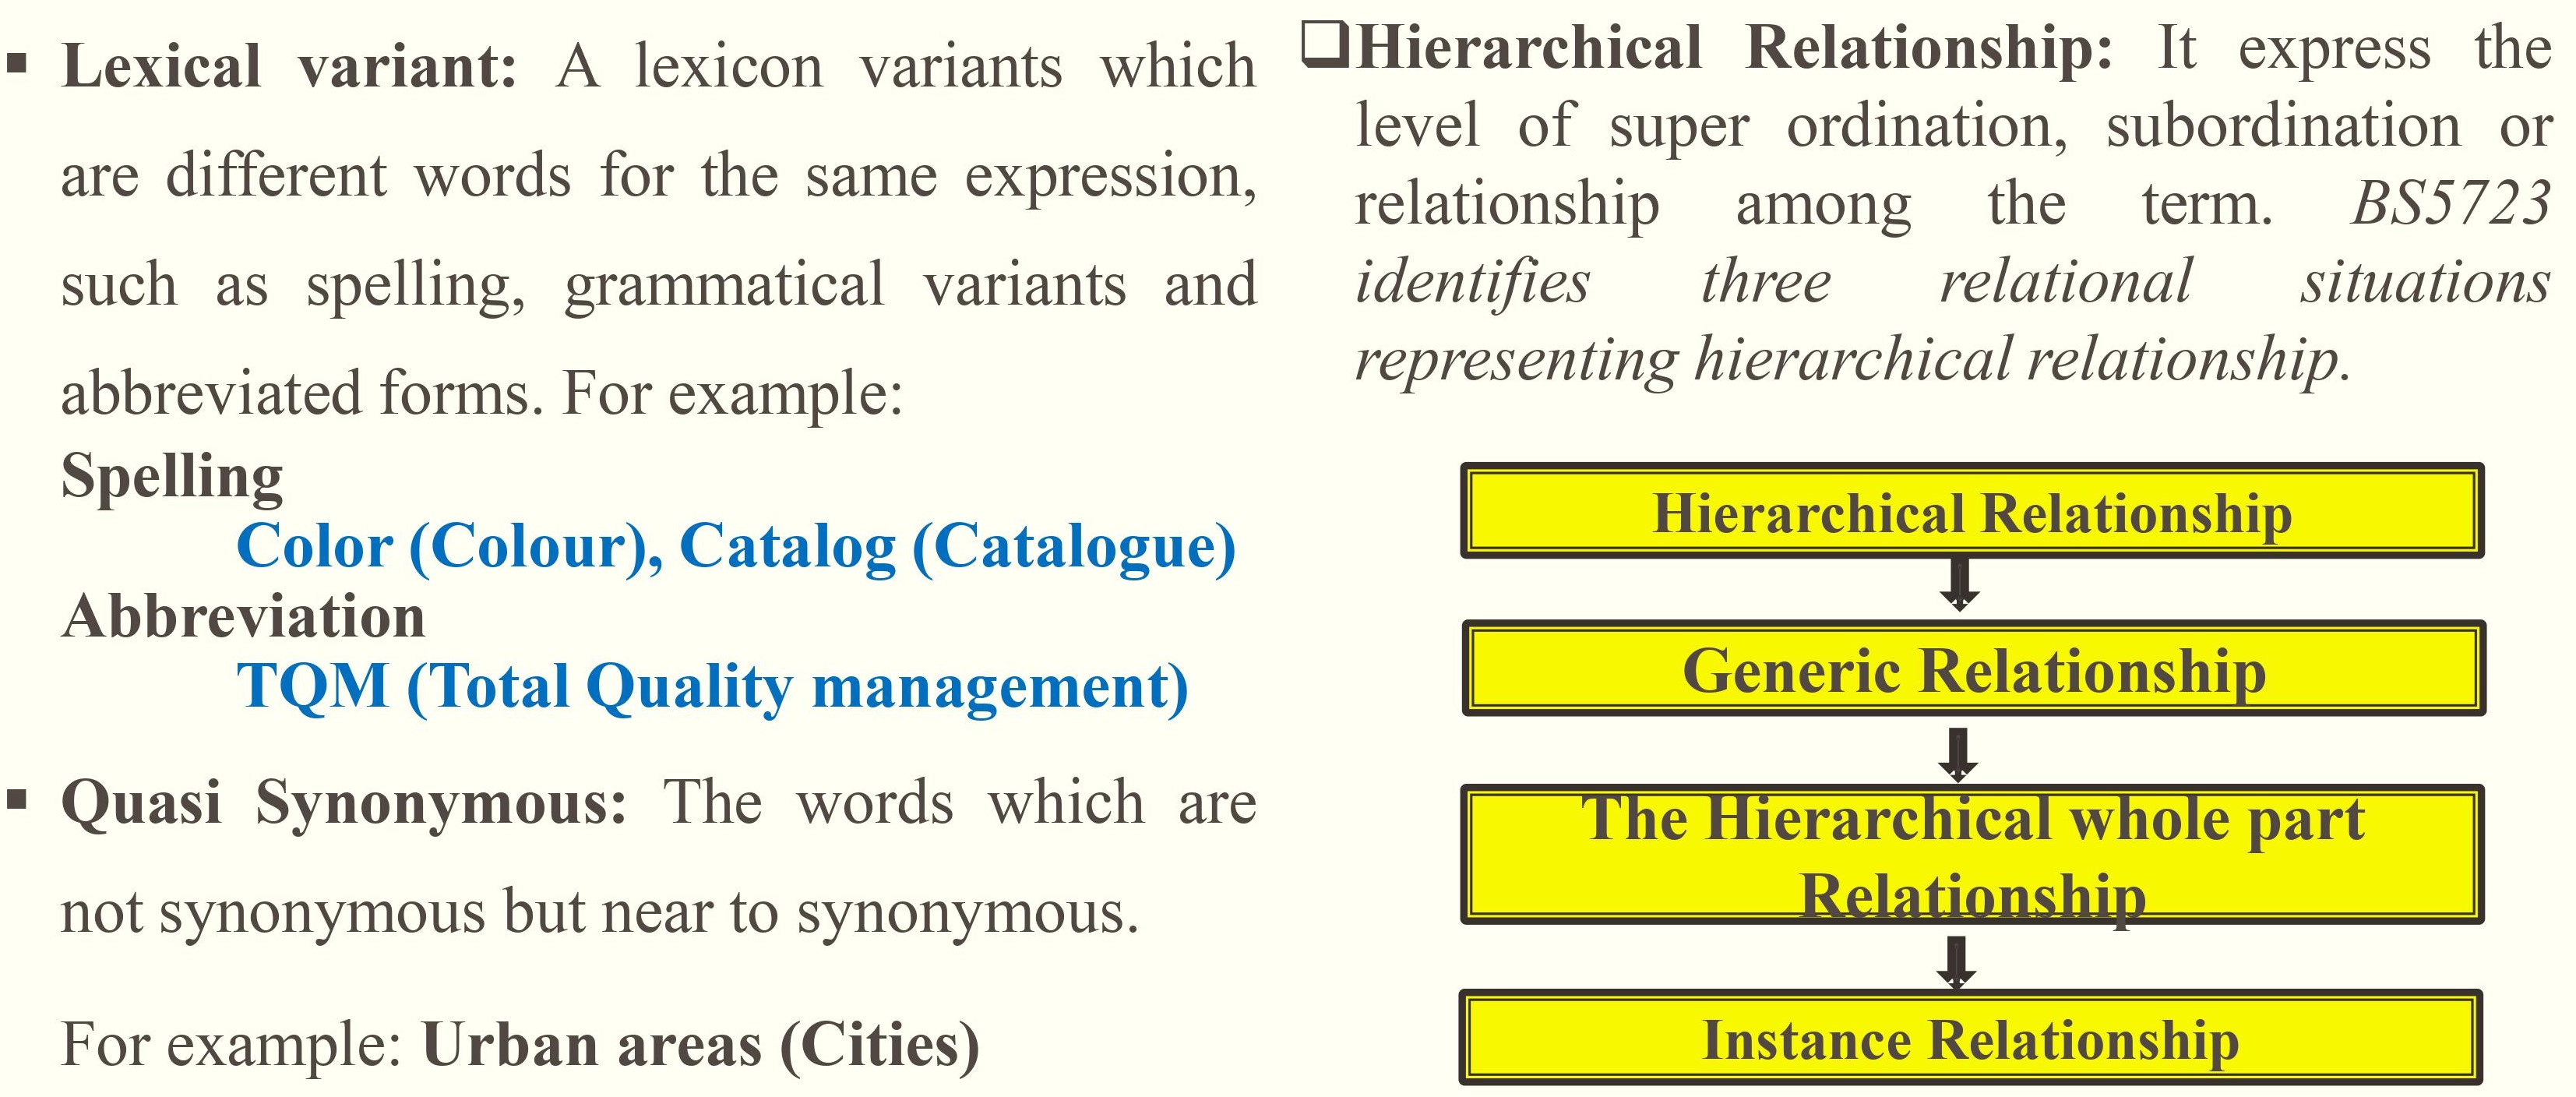 ▪ Lexical variant: A lexicon variants which
are different words for the same expression,
such as spelling, grammatical variants and
abbreviated forms. For example:
Spelling
Color (Colour), Catalog (Catalogue)
Abbreviation
TQM (Total Quality management)
▪ Quasi Synonymous: The words which are
not synonymous but near to synonymous.
For example: Urban areas (Cities)
❑Hierarchical Relationship: It express the
level of super ordination, subordination or
relationship among the term. BS5723
identifies three relational situations
representing hierarchical relationship.
Hierarchical Relationship
Generic Relationship
The Hierarchical whole part
Relationship
Instance Relationship